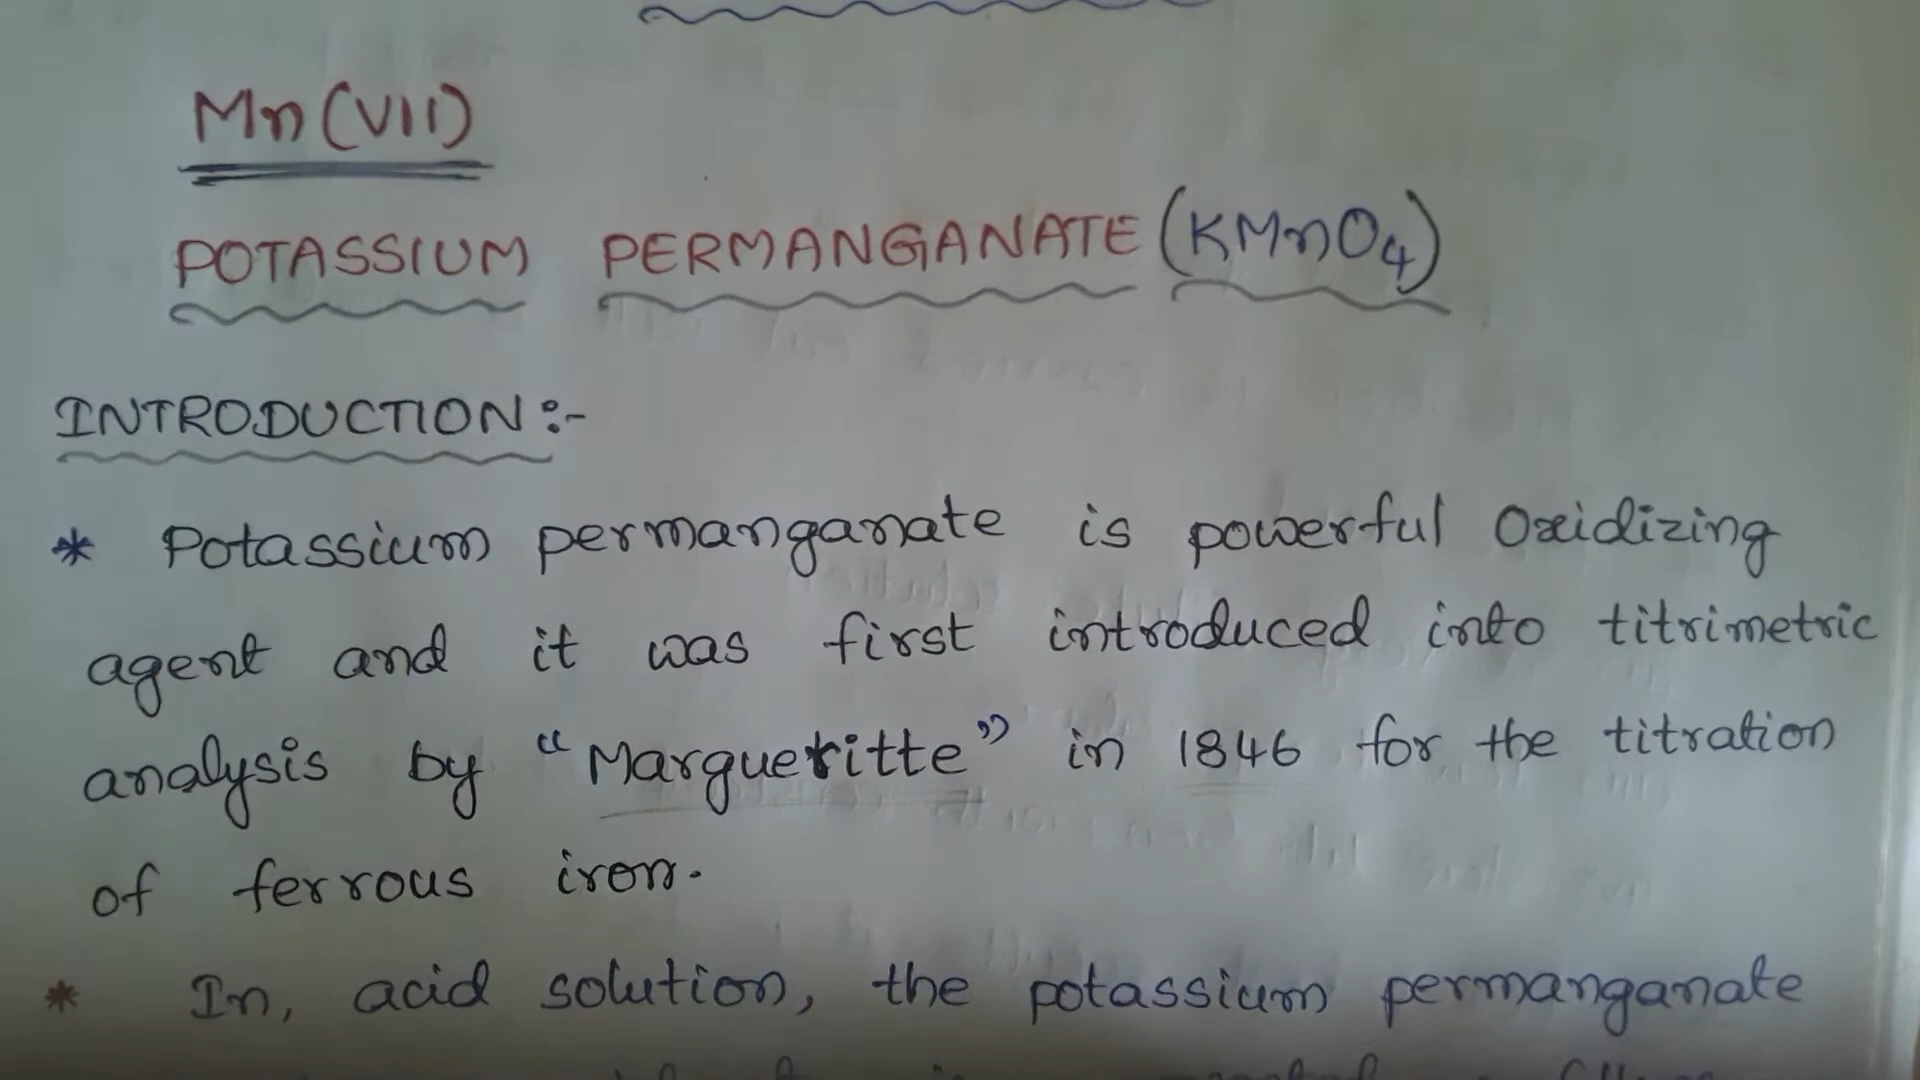 Mn(VII)
POTASSIUM PERMANGANATE (KMnO4)
INTRODUCTION :-
* Potassium permanganate is powerful Oxidizing
agent and it was first introduced into titrimetric
analysis by "Margueritte" in 1846 for the titration
of ferrous iron.
* In, acid solution, the potassium permanganate